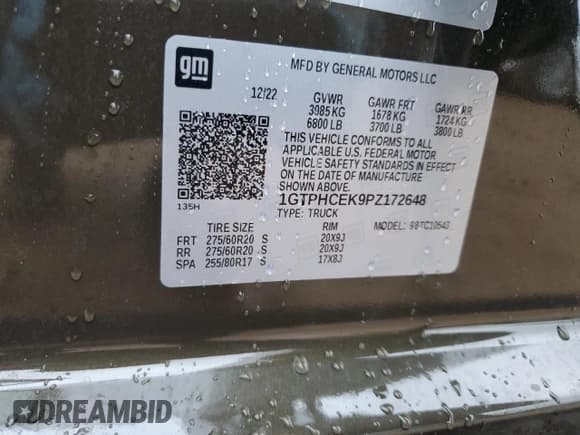 gm
MFD BY GENERAL MOTORS LLC
12/22 GVWR GAWR FRT GAWR RR
3985 KG 1678 KG 1724 KG
6800 LB 3700 LB 3800 LB
THIS VEHICLE CONFORMS TO ALL
APPLICABLE U.S. FEDERAL MOTOR
VEHICLE SAFETY STANDARDS IN EFFECT
ON THE DATE OF MANUFACTURE
SHOWN ABOVE.
1GTPHCEK9PZ172648
135H
TYPE: TRUCK MODEL:
TIRE SIZE RIM
FRT 275/60R20 S 20X9J
RR 275/60R20 S 20X9J
SPA 255/80R17 S 17X8J
DREAMBID